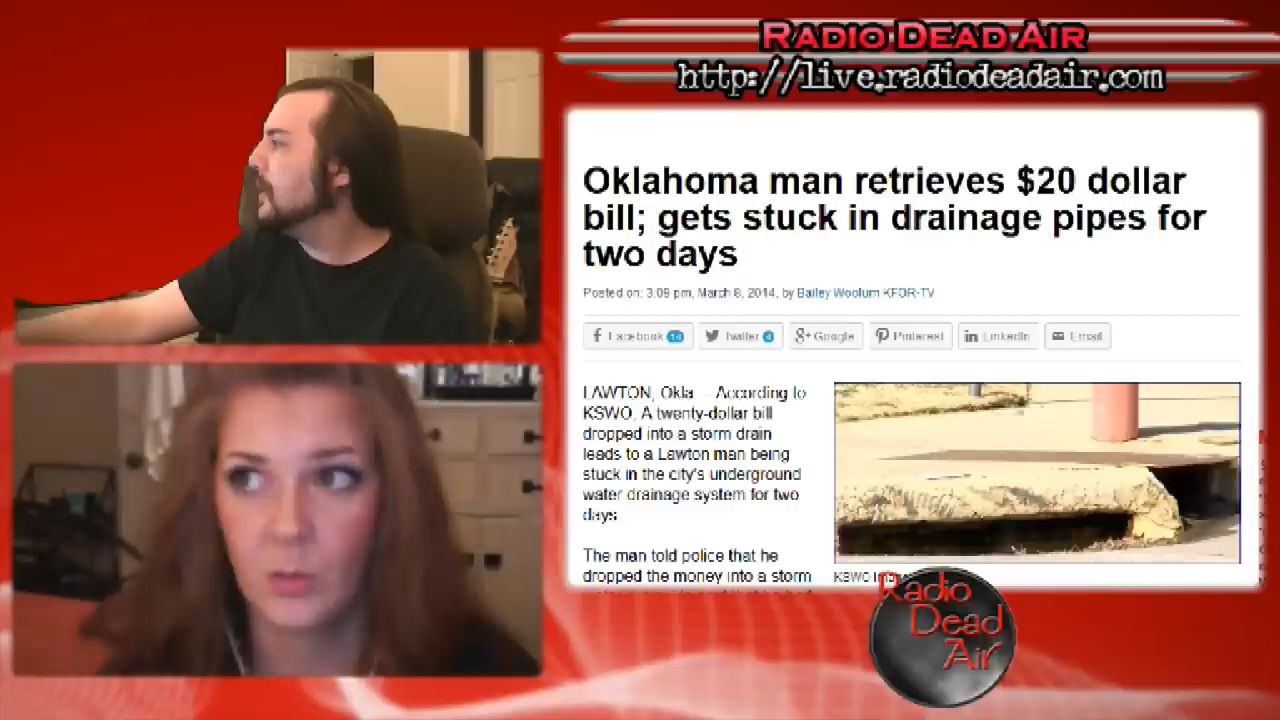 RADIO DEAD AIR
http://live.radiodeadair.com
Oklahoma man retrieves $20 dollar
bill; gets stuck in drainage pipes for
two days
Posted on: 3:09 pm, March 8, 2014, by Bailey Woolum KFOR-TV
Facebook Twitter Google Pinterest LinkedIn Email
LAWTON, Okla. – According to
KSWO, A twenty-dollar bill
dropped into a storm drain
leads to a Lawton man being
stuck in the city's underground
water drainage system for two
days.
The man told police that he
dropped the money into a storm
KSWO
Radio
Dead
Air